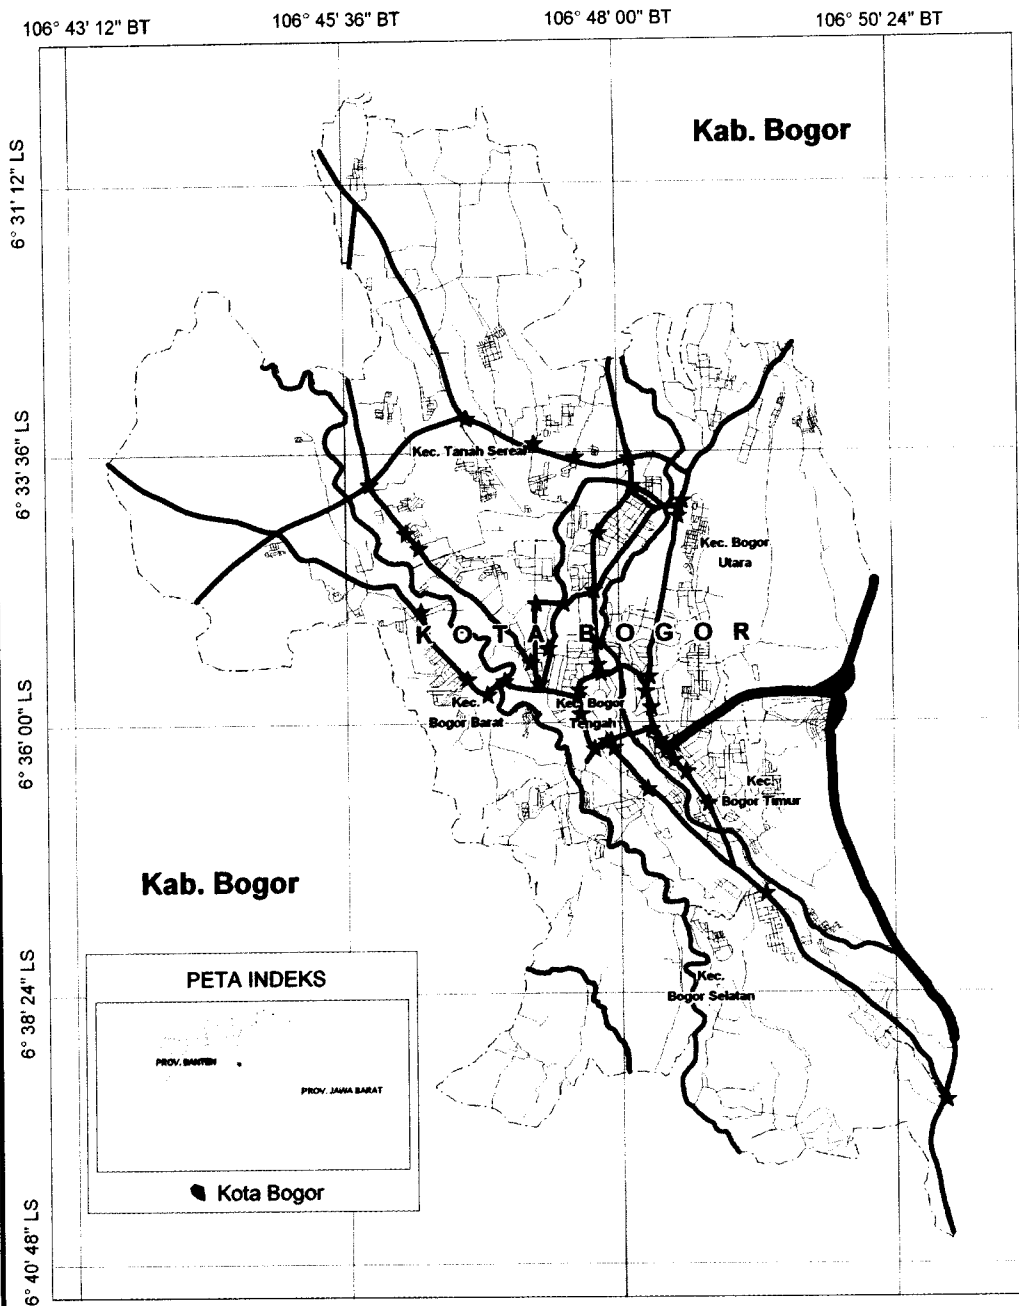 106° 43' 12" BT
106° 45' 36" BT
106° 48' 00" BT
106° 50' 24" BT
Kab. Bogor
6° 31' 12" LS
6° 33' 36" LS
Kec. Tanah Sereal
Kec. Bogor
Utara
KOTA BOGOR
Kec.
Bogor Barat
Kec. Bogor
Tengah
6° 36' 00" LS
Kec.
Bogor Timur
Kab. Bogor
6° 38' 24" LS
Kec.
Bogor Selatan
PETA INDEKS
PROV. BANTEN
PROV. JAWA BARAT
Kota Bogor
6° 40' 48" LS